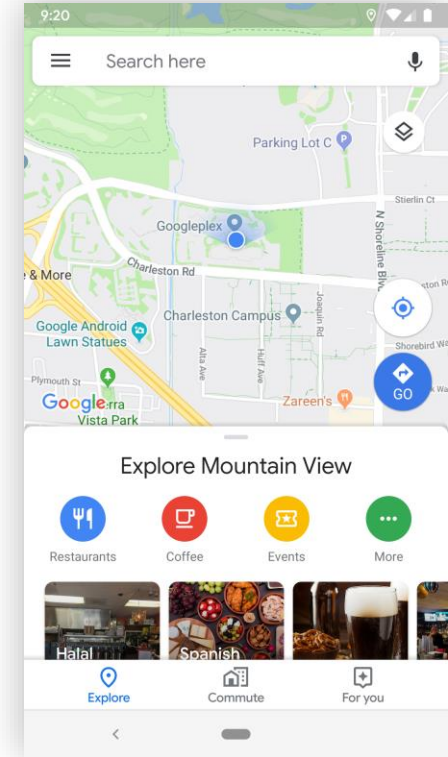 9:20
Search here
Parking Lot C
P
Stierlin Ct
Googleplex
N Shoreline Blvd
Charleston Rd
& More
Charleston Campus
Joaquin Rd
Google Android
Lawn Statues
Alta Ave
Huff Ave
Shorebird
Plymouth St
GO
Google
Zareen's
Vista Park
Explore Mountain View
Restaurants
Coffee
Events
More
Halal
Spanish
Explore
Commute
For you